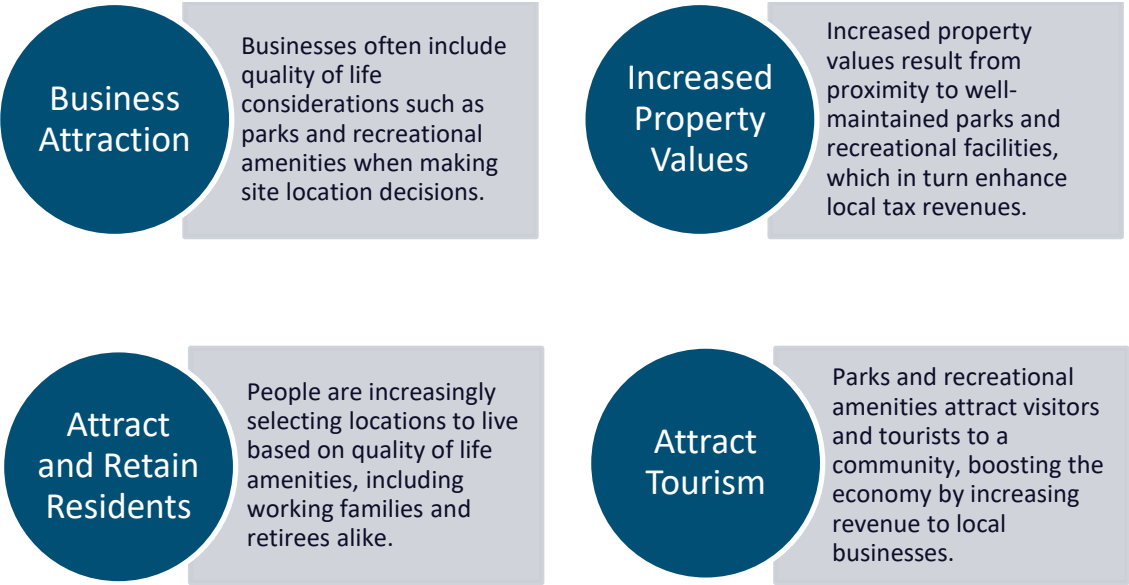 Business
Attraction
Businesses often include
quality of life
considerations such as
parks and recreational
amenities when making
site location decisions.
Increased
Property
Values
Increased property
values result from
proximity to well-
maintained parks and
recreational facilities,
which in turn enhance
local tax revenues.
Attract
and Retain
Residents
People are increasingly
selecting locations to live
based on quality of life
amenities, including
working families and
retirees alike.
Attract
Tourism
Parks and recreational
amenities attract visitors
and tourists to a
community, boosting the
economy by increasing
revenue to local
businesses.